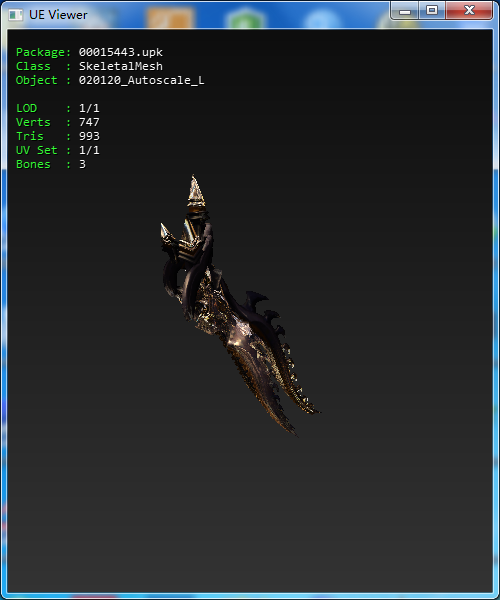 UE Viewer
Package: 00015443.upk
Class : SkeletalMesh
Object : 020120_Autoscale_L
LOD : 1/1
Verts : 747
Tris : 993
UV Set : 1/1
Bones : 3